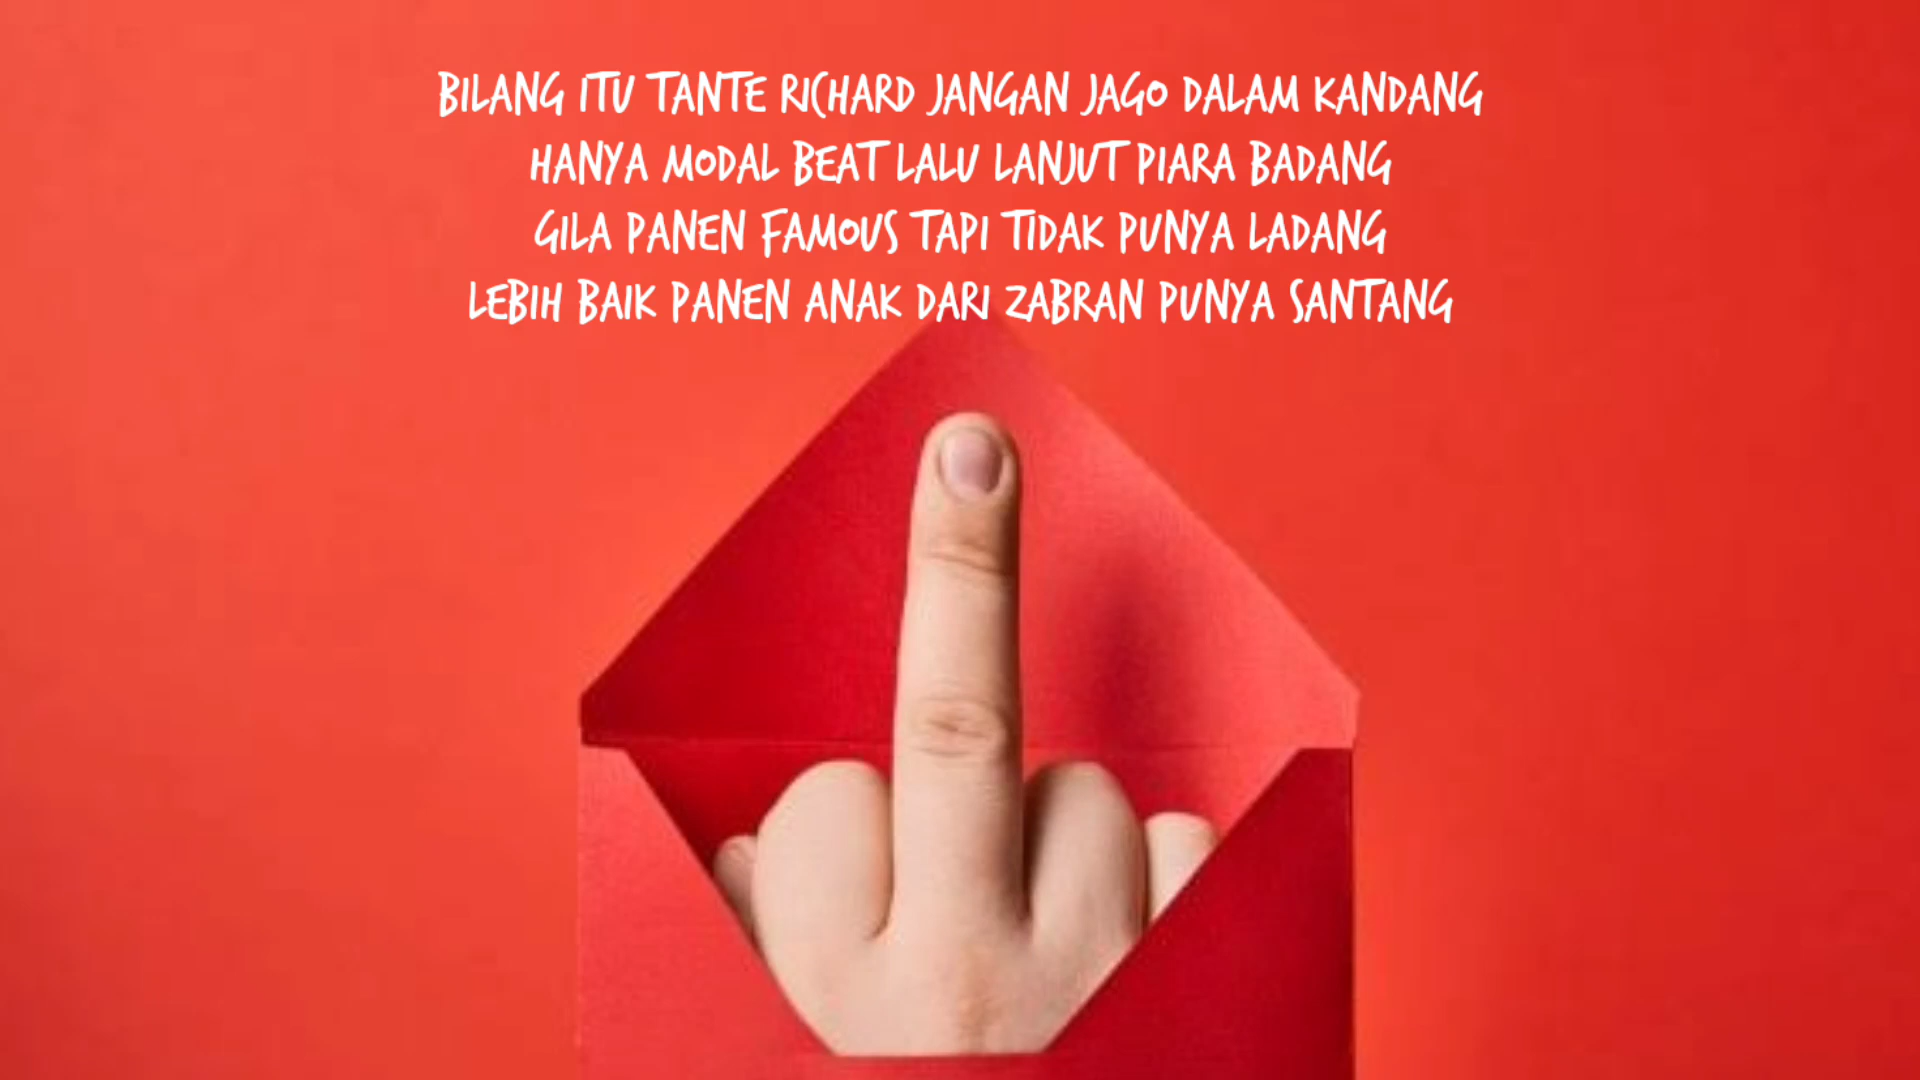 BILANG ITU TANTE RICHARD JANGAN JAGO DALAM KANDANG
HANYA MODAL BEAT LALU LANJUT PIARA BADANG
GILA PANEN FAMOUS TAPI TIDAK PUNYA LADANG
LEBIH BAIK PANEN ANAK DARI ZABRAN PUNYA SANTANG